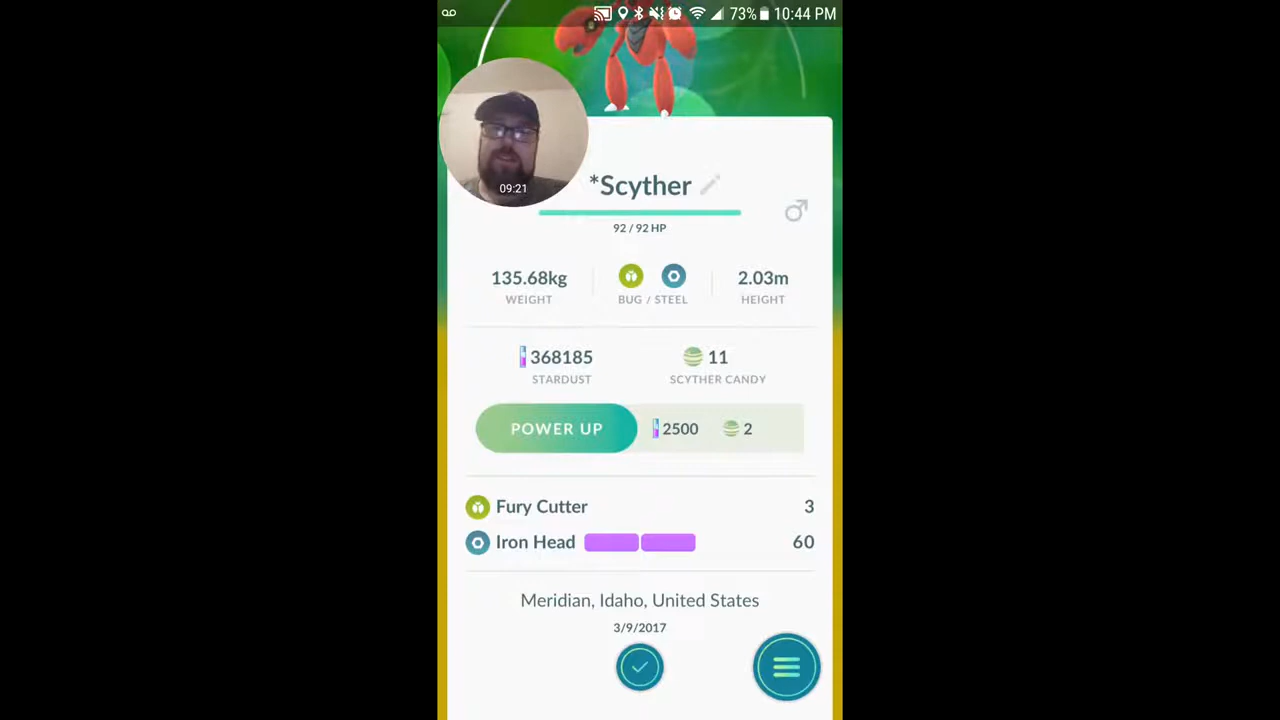 73% 10:44 PM
09:21
*Scyther
92 / 92 HP
135.68kg
WEIGHT
BUG / STEEL
2.03m
HEIGHT
368185
STARDUST
11
SCYTHER CANDY
POWER UP
2500
2
Fury Cutter 3
Iron Head 60
Meridian, Idaho, United States
3/9/2017